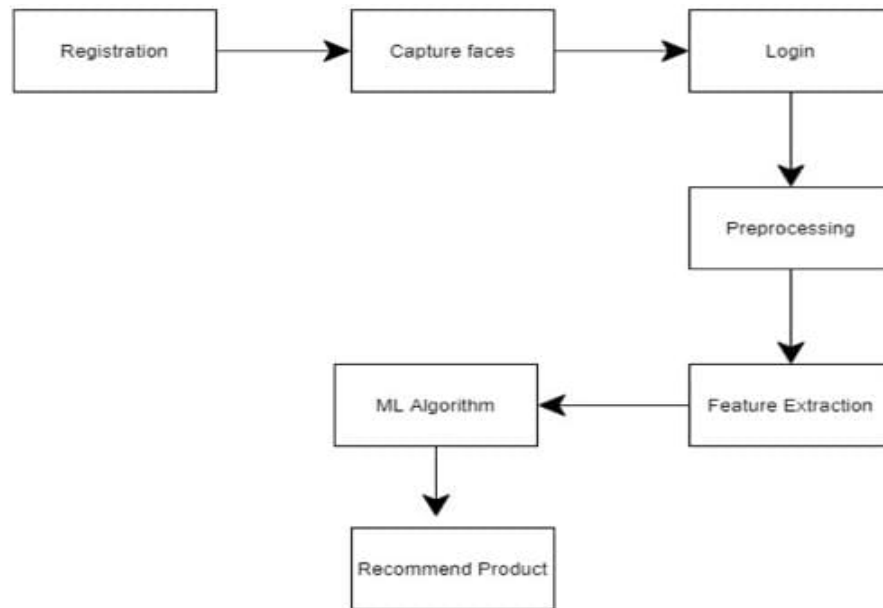 Registration
Capture faces
Login
Preprocessing
Feature Extraction
ML Algorithm
Recommend Product